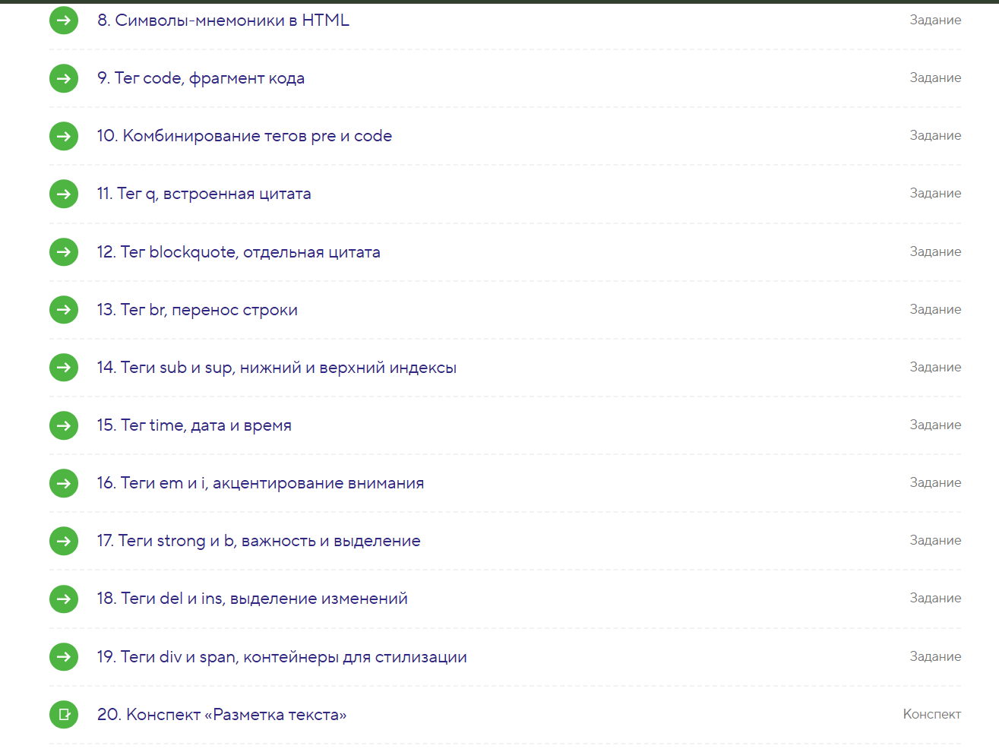 8. Символы-мнемоники в HTML Задание
9. Тег code, фрагмент кода Задание
10. Комбинирование тегов pre и code Задание
11. Тег q, встроенная цитата Задание
12. Тег blockquote, отдельная цитата Задание
13. Тег br, перенос строки Задание
14. Теги sub и sup, нижний и верхний индексы Задание
15. Тег time, дата и время Задание
16. Теги em и i, акцентирование внимания Задание
17. Теги strong и b, важность и выделение Задание
18. Теги del и ins, выделение изменений Задание
19. Теги div и span, контейнеры для стилизации Задание
20. Конспект «Разметка текста» Конспект